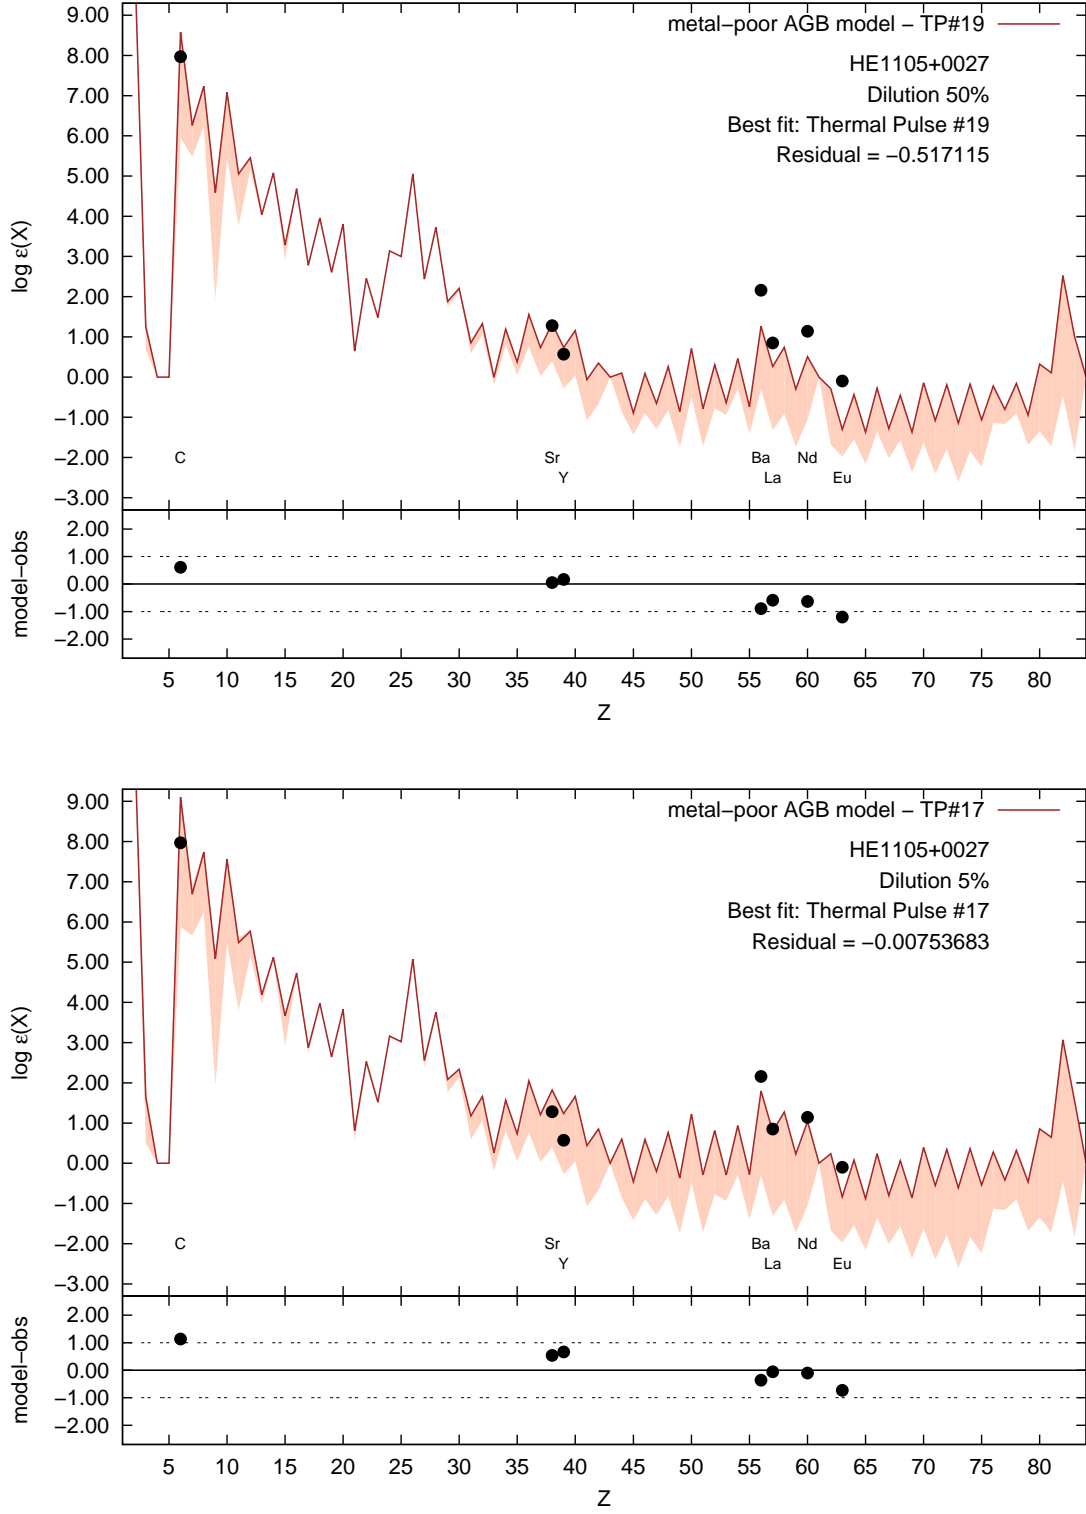 metal−poor AGB model − TP#19
HE1105+0027
Dilution 50%
Best fit: Thermal Pulse #19
Residual = −0.517115
log ε(X)
9.00
8.00
7.00
6.00
5.00
4.00
3.00
2.00
1.00
0.00
−1.00
−2.00
−3.00
C
Sr
Y
Ba
La
Nd
Eu
model−obs
2.00
1.00
0.00
−1.00
−2.00
5 10 15 20 25 30 35 40 45 50 55 60 65 70 75 80
Z
metal−poor AGB model − TP#17
HE1105+0027
Dilution 5%
Best fit: Thermal Pulse #17
Residual = −0.00753683
log ε(X)
9.00
8.00
7.00
6.00
5.00
4.00
3.00
2.00
1.00
0.00
−1.00
−2.00
−3.00
C
Sr
Y
Ba
La
Nd
Eu
model−obs
2.00
1.00
0.00
−1.00
−2.00
5 10 15 20 25 30 35 40 45 50 55 60 65 70 75 80
Z